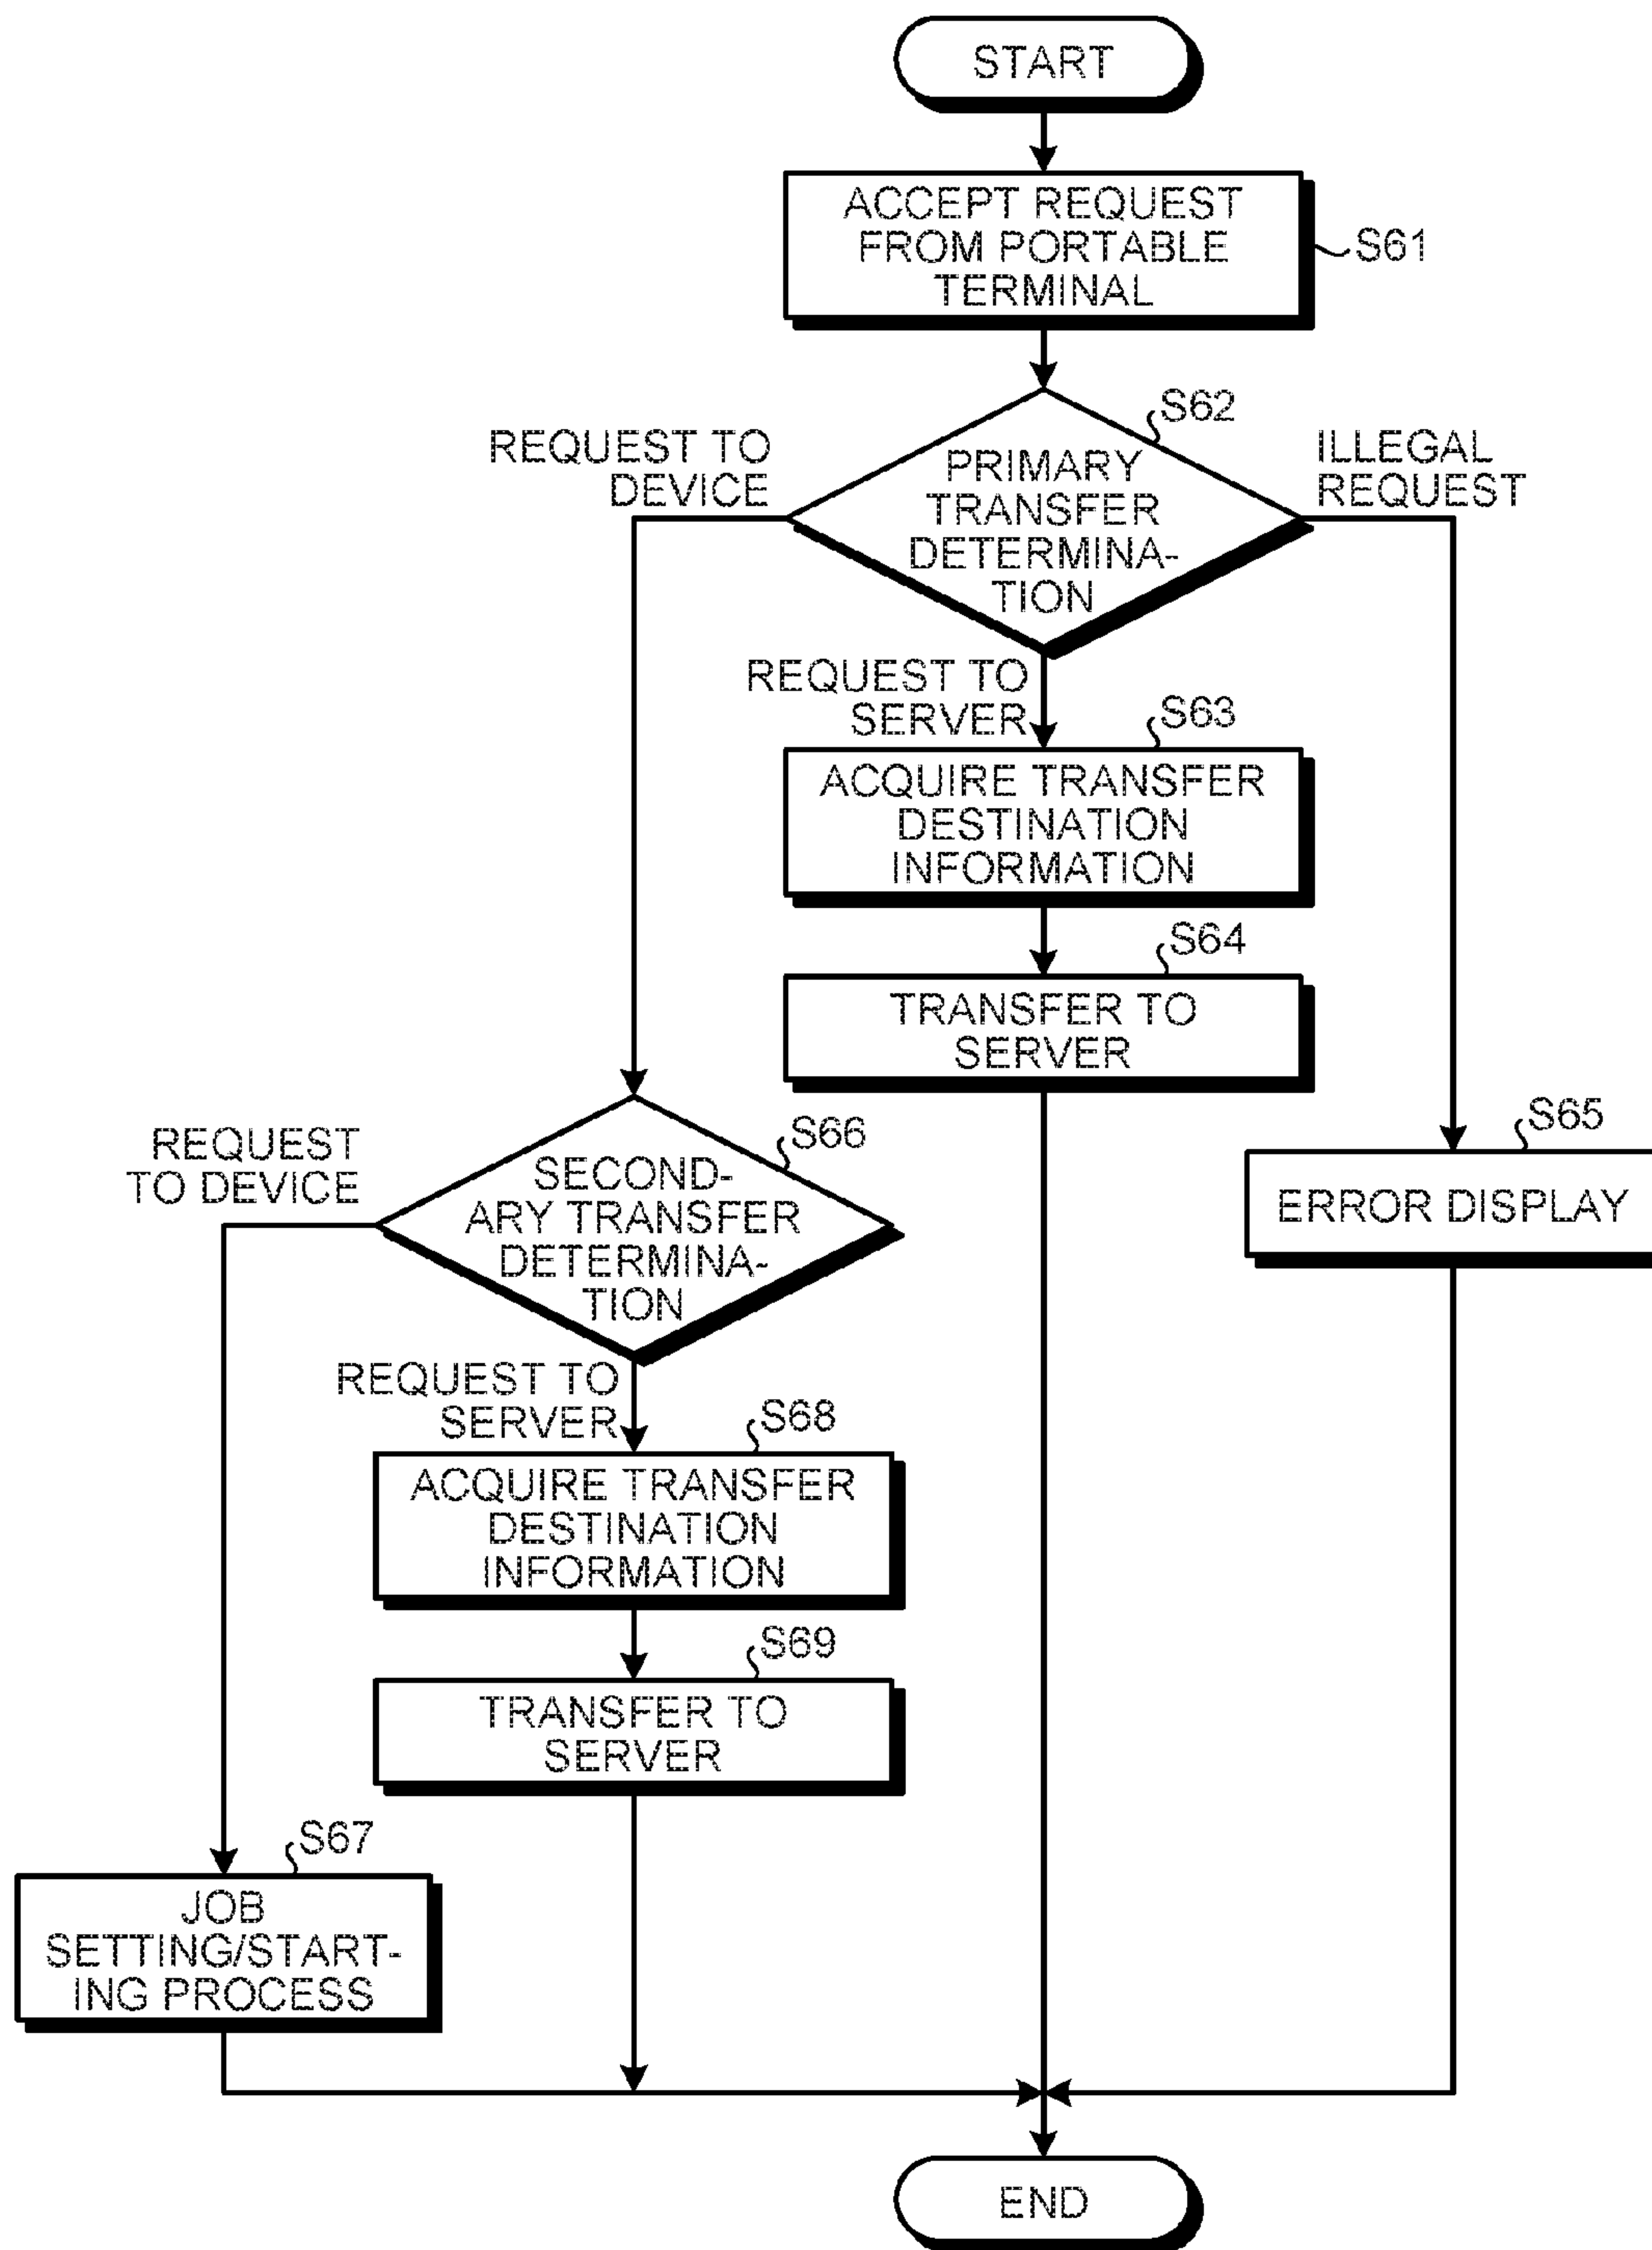 START
ACCEPT REQUEST
FROM PORTABLE
TERMINAL
S61
S62
REQUEST TO
DEVICE
PRIMARY
TRANSFER
DETERMINA-
TION
ILLEGAL
REQUEST
REQUEST TO
SERVER
S63
ACQUIRE TRANSFER
DESTINATION
INFORMATION
S64
TRANSFER TO
SERVER
S65
ERROR DISPLAY
S66
REQUEST
TO DEVICE
SECOND-
ARY TRANSFER
DETERMINA-
TION
REQUEST TO
SERVER
S68
ACQUIRE TRANSFER
DESTINATION
INFORMATION
S69
TRANSFER TO
SERVER
S67
JOB
SETTING/START-
ING PROCESS
END